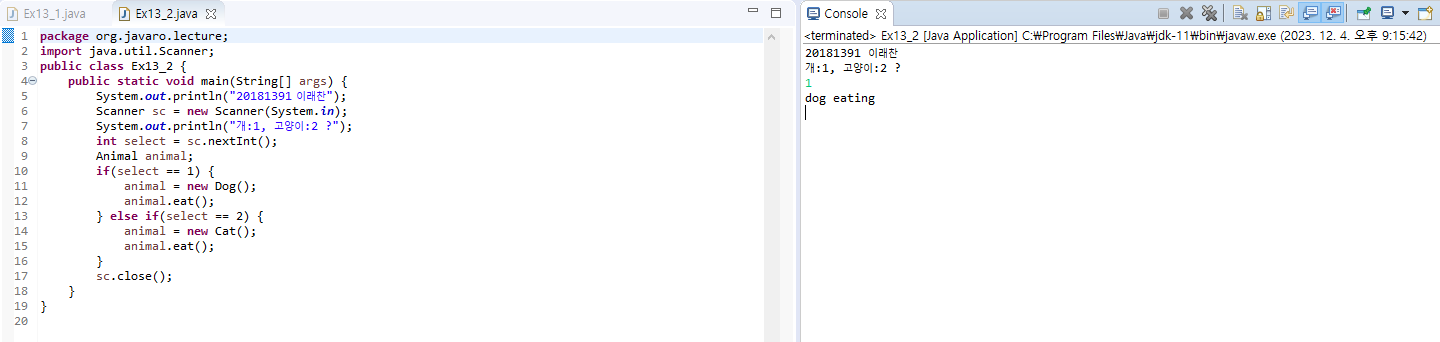 Ex13_1.java
Ex13_2.java
1 package org.javaro.lecture;
2 import java.util.Scanner;
3 public class Ex13_2 {
4 public static void main(String[] args) {
5 System.out.println("20181391 이래찬");
6 Scanner sc = new Scanner(System.in);
7 System.out.println("개:1, 고양이:2 ?");
8 int select = sc.nextInt();
9 Animal animal;
10 if(select == 1) {
11 animal = new Dog();
12 animal.eat();
13 } else if(select == 2) {
14 animal = new Cat();
15 animal.eat();
16 }
17 sc.close();
18 }
19 }
20
Console
<terminated> Ex13_2 [Java Application] C:₩Program Files₩Java₩jdk-11₩bin₩javaw.exe (2023. 12. 4. 오후 9:15:42)
20181391 이래찬
개:1, 고양이:2 ?
1
dog eating